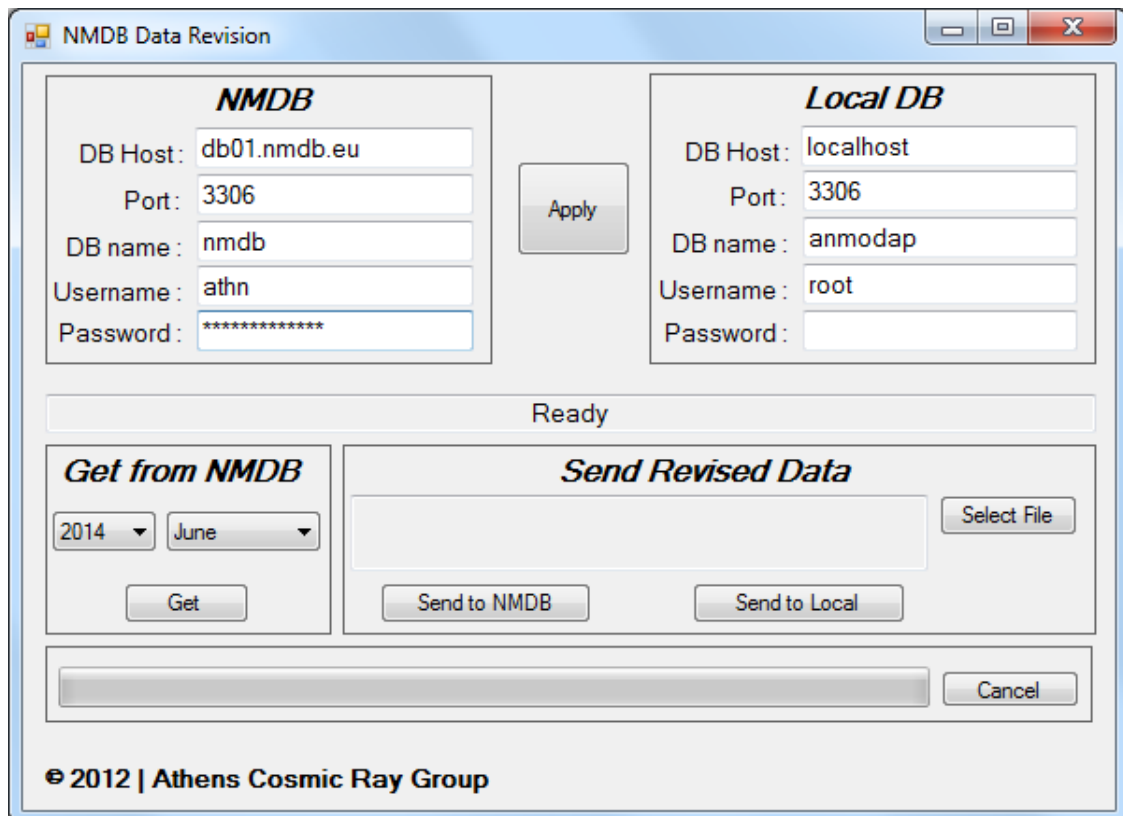 NMDB Data Revision
NMDB
DB Host :
db01.nmdb.eu
Port :
3306
DB name :
nmdb
Username :
athn
Password :
*************
Apply
Local DB
DB Host :
localhost
Port :
3306
DB name :
anmodap
Username :
root
Password :
Ready
Get from NMDB
2014
June
Get
Send Revised Data
Select File
Send to NMDB
Send to Local
Cancel
© 2012 | Athens Cosmic Ray Group